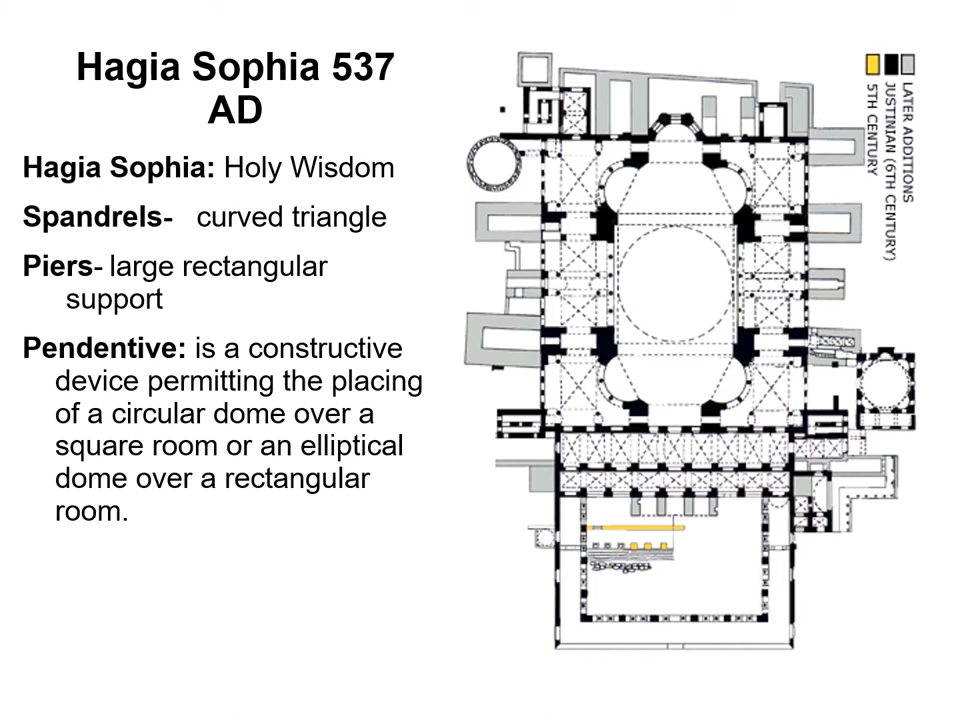 Hagia Sophia 537
AD
Hagia Sophia: Holy Wisdom
Spandrels- curved triangle
Piers- large rectangular
support
Pendentive: is a constructive
device permitting the placing
of a circular dome over a
square room or an elliptical
dome over a rectangular
room.
LATER ADDITIONS
JUSTINIAN (6TH CENTURY)
5TH CENTURY